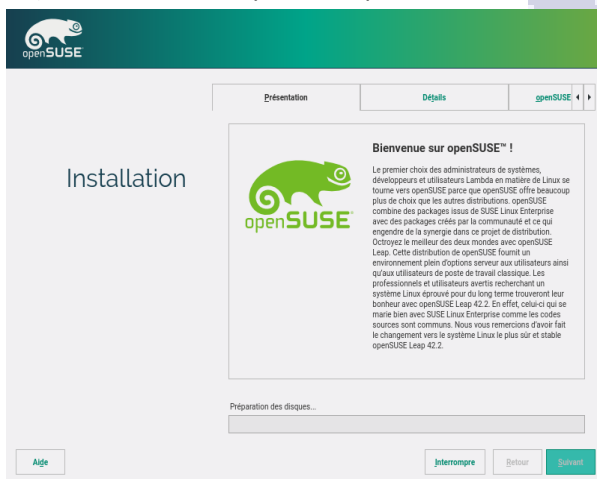 openSUSE
Présentation
Détails
openSUSE
Installation
openSUSE
Bienvenue sur openSUSE™ !
Le premier choix des administrateurs de systèmes,
développeurs et utilisateurs Lambda en matière de Linux se
tourne vers openSUSE parce que openSUSE offre beaucoup
plus de choix que les autres distributions. openSUSE
combine des packages issus de SUSE Linux Enterprise
avec des packages créés par la communauté et ce qui
engendre de la synergie dans ce projet de distribution.
Octroyez le meilleur des deux mondes avec openSUSE
Leap. Cette distribution de openSUSE fournit un
environnement plein d'options serveur aux utilisateurs ainsi
qu'aux utilisateurs de poste de travail classique. Les
professionnels et utilisateurs avertis recherchant un
système Linux éprouvé pour du long terme trouveront leur
bonheur avec openSUSE Leap 42.2. En effet, celui-ci qui se
marie bien avec SUSE Linux Enterprise comme les codes
sources sont communs. Nous vous remercions d'avoir fait
le changement vers le système Linux le plus sûr et stable
openSUSE Leap 42.2.
Préparation des disques...
Aide
Interrompre
Retour
Suivant